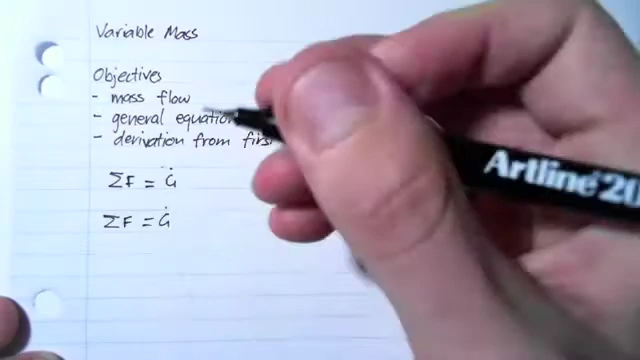 Variable Mass
Objectives
- mass flow
- general equation
- derivation from first
ΣF = Ġ
ΣF = Ġ
Artline 20